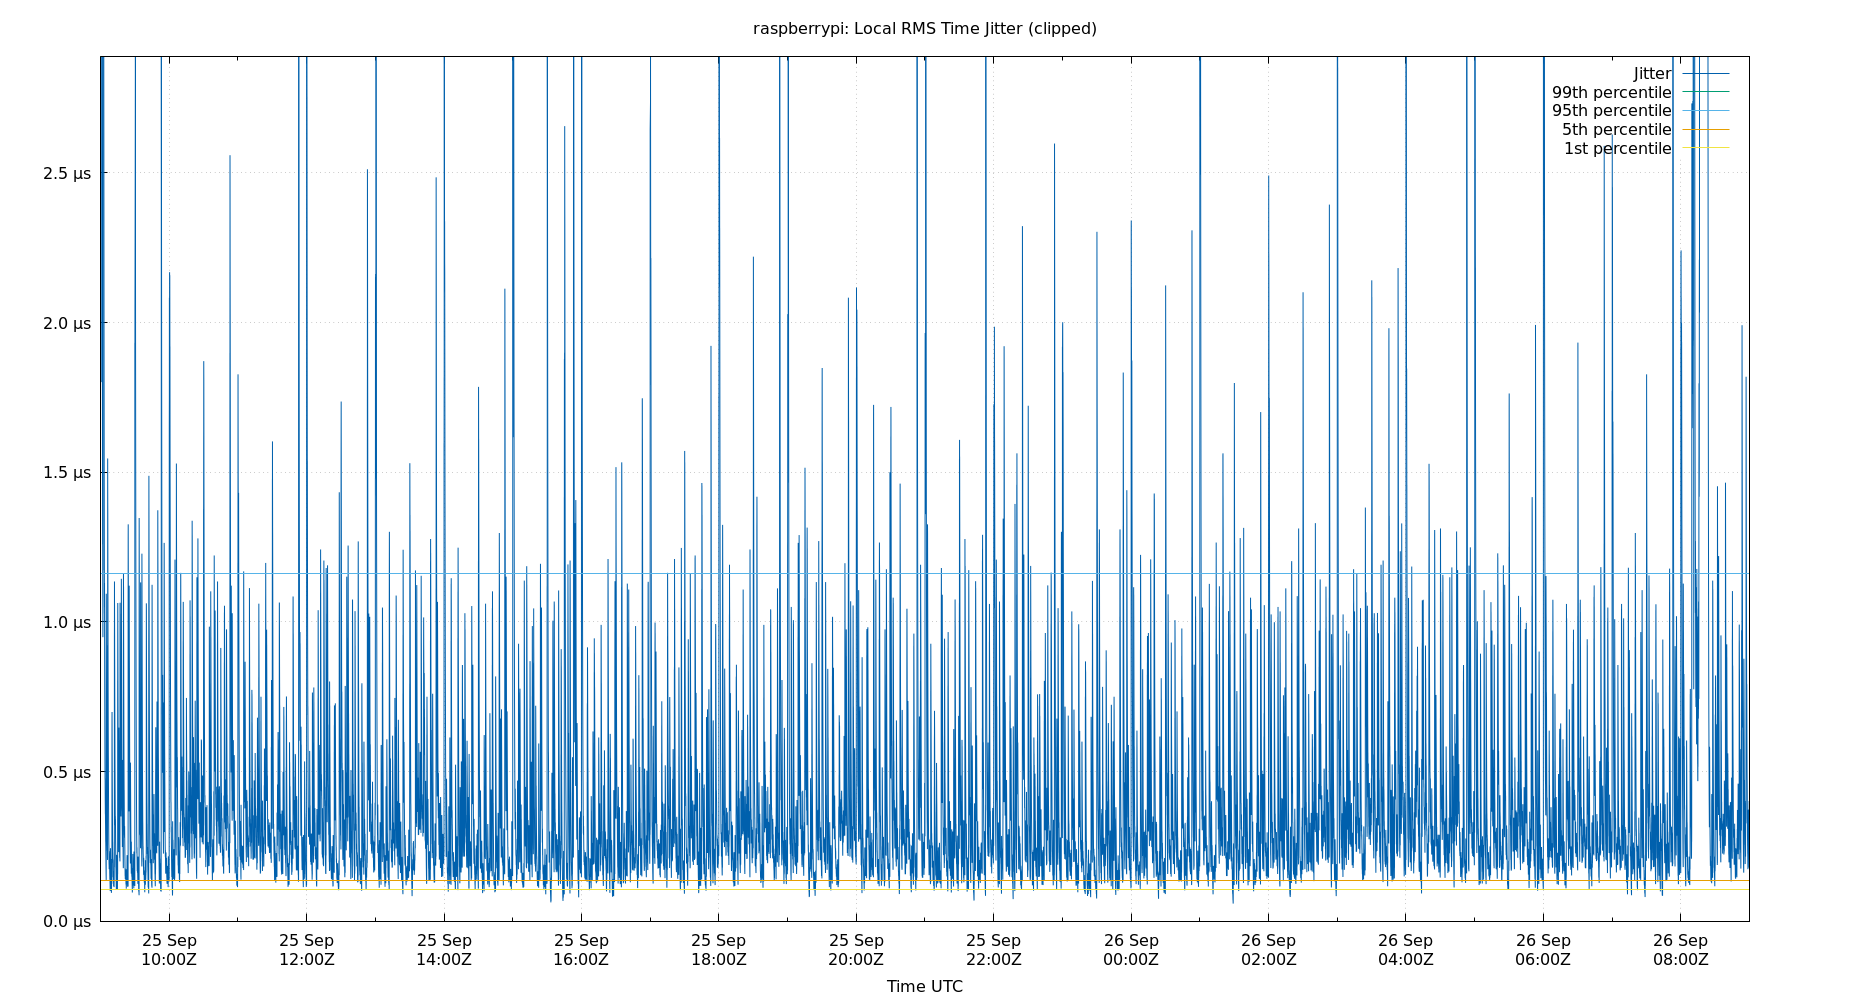 raspberrypi: Local RMS Time Jitter (clipped)
Jitter
99th percentile
95th percentile
5th percentile
1st percentile
2.5 µs
2.0 µs
1.5 µs
1.0 µs
0.5 µs
0.0 µs
25 Sep 25 Sep 25 Sep 25 Sep 25 Sep 25 Sep 25 Sep 26 Sep 26 Sep 26 Sep 26 Sep 26 Sep
10:00Z 12:00Z 14:00Z 16:00Z 18:00Z 20:00Z 22:00Z 00:00Z 02:00Z 04:00Z 06:00Z 08:00Z
Time UTC